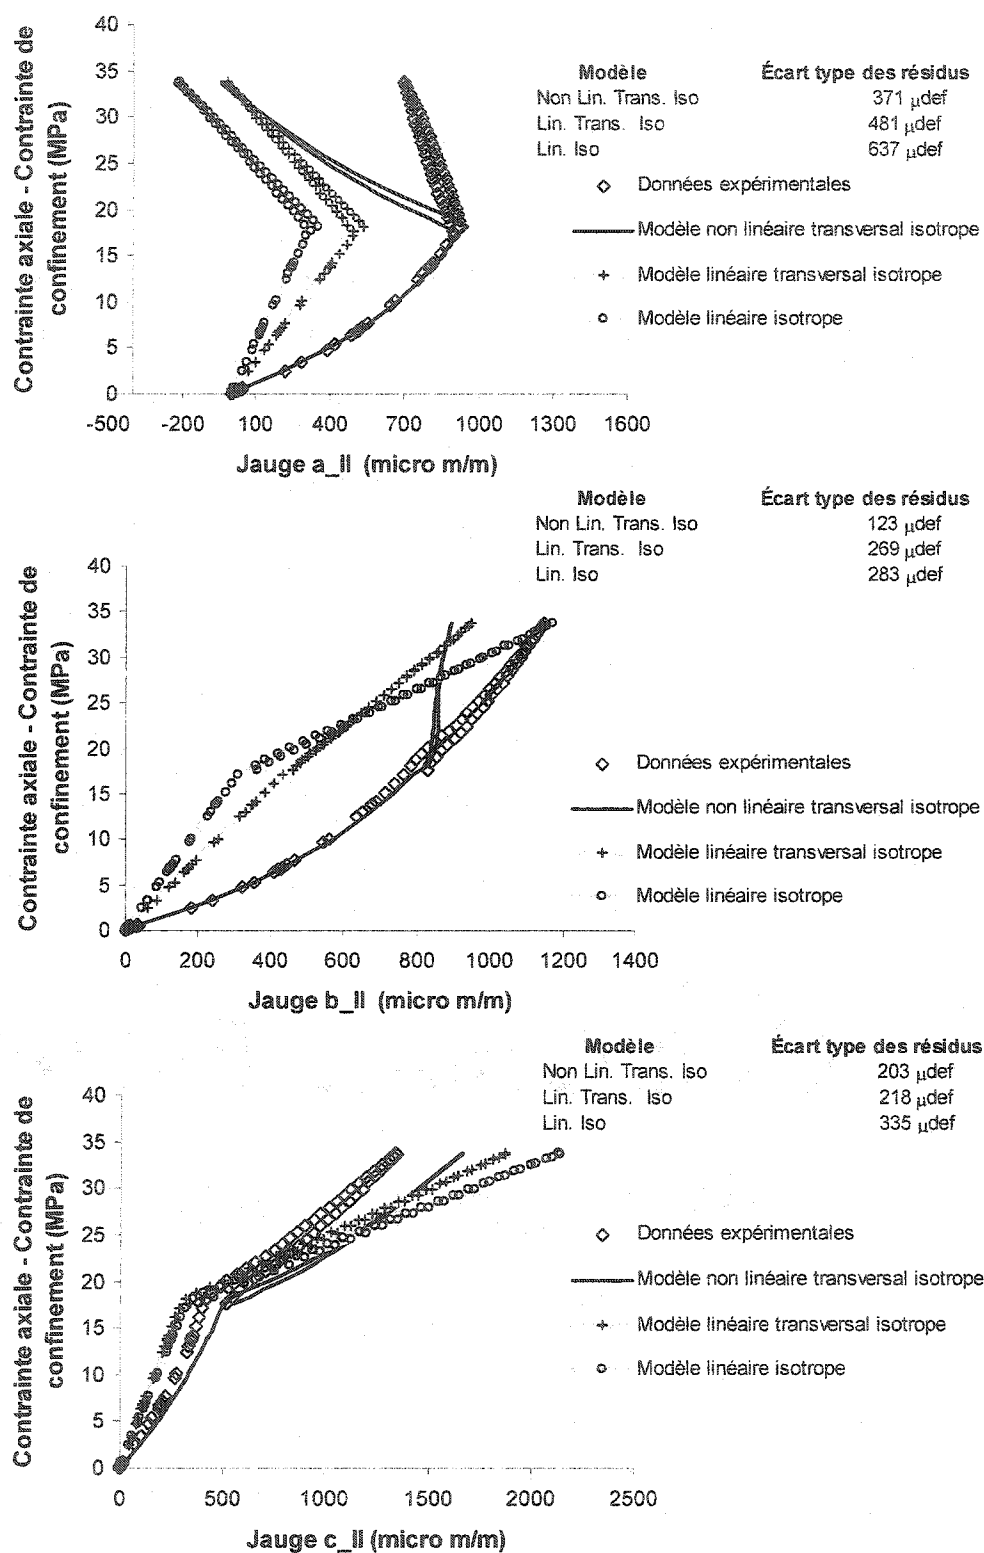 Contrainte axiale - Contrainte de
confinement (MPa)
40
35
30
25
20
15
10
5
0
-500 -200 100 400 700 1000 1300 1600
Jauge a_II (micro m/m)
Modèle Écart type des résidus
Non Lin. Trans. Iso 371 µdef
Lin. Trans. Iso 481 µdef
Lin. Iso 637 µdef
Données expérimentales
Modèle non linéaire transversal isotrope
Modèle linéaire transversal isotrope
Modèle linéaire isotrope
Modèle Écart type des résidus
Non Lin. Trans. Iso 123 µdef
Lin. Trans. Iso 269 µdef
Lin. Iso 283 µdef
Contrainte axiale - Contrainte de
confinement (MPa)
40
35
30
25
20
15
10
5
0
0 200 400 600 800 1000 1200 1400
Jauge b_II (micro m/m)
Données expérimentales
Modèle non linéaire transversal isotrope
Modèle linéaire transversal isotrope
Modèle linéaire isotrope
Modèle Écart type des résidus
Non Lin. Trans. Iso 203 µdef
Lin. Trans. Iso 218 µdef
Lin. Iso 335 µdef
Contrainte axiale - Contrainte de
confinement (MPa)
40
35
30
25
20
15
10
5
0
0 500 1000 1500 2000 2500
Jauge c_II (micro m/m)
Données expérimentales
Modèle non linéaire transversal isotrope
Modèle linéaire transversal isotrope
Modèle linéaire isotrope